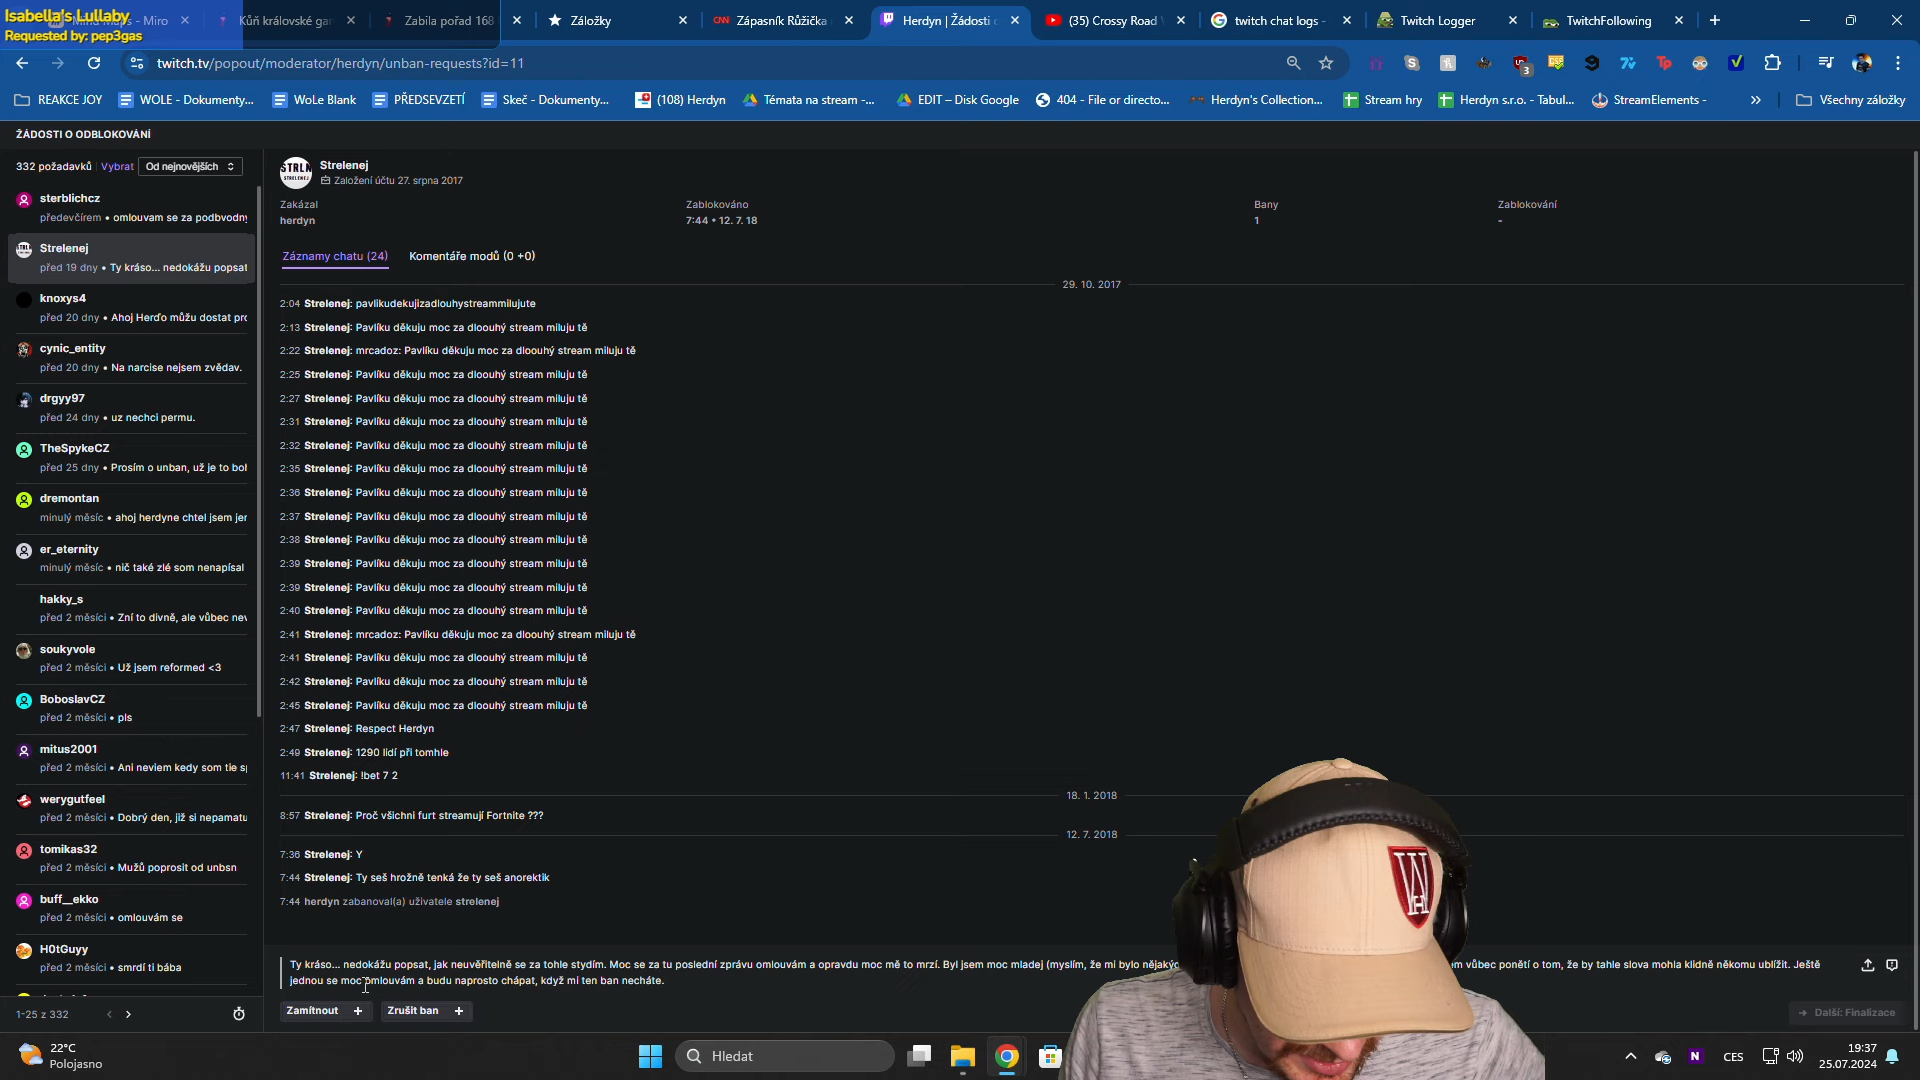 Isabella's Lullaby
Requested by: pep3gas
Kůň královské gar
Zabila pořad 168
Záložky
CNN Zápasník Růžička
Herdyn | Žádosti o
(35) Crossy Road
twitch chat logs -
Twitch Logger
TwitchFollowing
twitch.tv/popout/moderator/herdyn/unban-requests?id=11
3
REAKCE JOY
WOLE - Dokumenty...
WoLe Blank
PŘEDSEVZETÍ
Skeč - Dokumenty...
(108) Herdyn
Témata na stream -...
EDIT – Disk Google
404 - File or directo...
Herdyn's Collection...
Stream hry
Herdyn s.r.o. - Tabul...
StreamElements -
Všechny záložky
ŽÁDOSTI O ODBLOKOVÁNÍ
332 požadavků Vybrat Od nejnovějších
sterblichcz
předevčírem • omlouvam se za podbvodny
Strelenej
před 19 dny • Ty kráso... nedokážu popsat
knoxys4
před 20 dny • Ahoj Herďo můžu dostat pro
cynic_entity
před 20 dny • Na narcise nejsem zvědav.
drgyy97
před 24 dny • uz nechci permu.
TheSpykeCZ
před 25 dny • Prosím o unban, už je to boh
dremontan
minulý měsíc • ahoj herdyne chtel jsem jen
er_eternity
minulý měsíc • nič také zlé som nenapísal
hakky_s
před 2 měsíci • Zní to divně, ale vůbec nev
soukyvole
před 2 měsíci • Už jsem reformed <3
BoboslavCZ
před 2 měsíci • pls
mitus2001
před 2 měsíci • Ani neviem kedy som tie sp
werygutfeel
před 2 měsíci • Dobrý den, již si nepamatu
tomikas32
před 2 měsíci • Mužů poprosit od unbsn
buff__ekko
před 2 měsíci • omlouvám se
H0tGuyy
před 2 měsíci • smrdí ti bába
1-25 z 332
STRLN
STRELENEJ
Strelenej
Založení účtu 27. srpna 2017
Zakázal
herdyn
Zablokováno
7:44 • 12. 7. 18
Bany
1
Zablokování
-
Záznamy chatu (24)
Komentáře modů (0 +0)
29. 10. 2017
2:04 Strelenej: pavlikudekujizadlouhystreammilujute
2:13 Strelenej: Pavlíku děkuju moc za dloouhý stream miluju tě
2:22 Strelenej: mrcadoz: Pavlíku děkuju moc za dloouhý stream miluju tě
2:25 Strelenej: Pavlíku děkuju moc za dloouhý stream miluju tě
2:27 Strelenej: Pavlíku děkuju moc za dloouhý stream miluju tě
2:31 Strelenej: Pavlíku děkuju moc za dloouhý stream miluju tě
2:32 Strelenej: Pavlíku děkuju moc za dloouhý stream miluju tě
2:35 Strelenej: Pavlíku děkuju moc za dloouhý stream miluju tě
2:36 Strelenej: Pavlíku děkuju moc za dloouhý stream miluju tě
2:37 Strelenej: Pavlíku děkuju moc za dloouhý stream miluju tě
2:38 Strelenej: Pavlíku děkuju moc za dloouhý stream miluju tě
2:39 Strelenej: Pavlíku děkuju moc za dloouhý stream miluju tě
2:39 Strelenej: Pavlíku děkuju moc za dloouhý stream miluju tě
2:40 Strelenej: Pavlíku děkuju moc za dloouhý stream miluju tě
2:41 Strelenej: mrcadoz: Pavlíku děkuju moc za dloouhý stream miluju tě
2:41 Strelenej: Pavlíku děkuju moc za dloouhý stream miluju tě
2:42 Strelenej: Pavlíku děkuju moc za dloouhý stream miluju tě
2:45 Strelenej: Pavlíku děkuju moc za dloouhý stream miluju tě
2:47 Strelenej: Respect Herdyn
2:49 Strelenej: 1290 lidí při tomhle
11:41 Strelenej: !bet 7 2
18. 1. 2018
8:57 Strelenej: Proč všichni furt streamují Fortnite ???
12. 7. 2018
7:36 Strelenej: Y
7:44 Strelenej: Ty seš hrožně tenká že ty seš anorektik
7:44 herdyn zabanoval(a) uživatele strelenej
Ty kráso... nedokážu popsat, jak neuvěřitelně se za tohle stydím. Moc se za tu poslední zprávu omlouvám a opravdu moc mě to mrzí. Byl jsem moc mladej (myslím, že mi bylo vůbec ponětí o tom, že by tahle slova mohla klidně někomu ublížit. Ještě
jednou se moc omlouvám a budu naprosto chápat, když mi ten ban necháte.
Zamítnout +
Zrušit ban +
Další: Finalizace
WH
22°C
Polojasno
Hledat
N
CES
19:37
25.07.2024